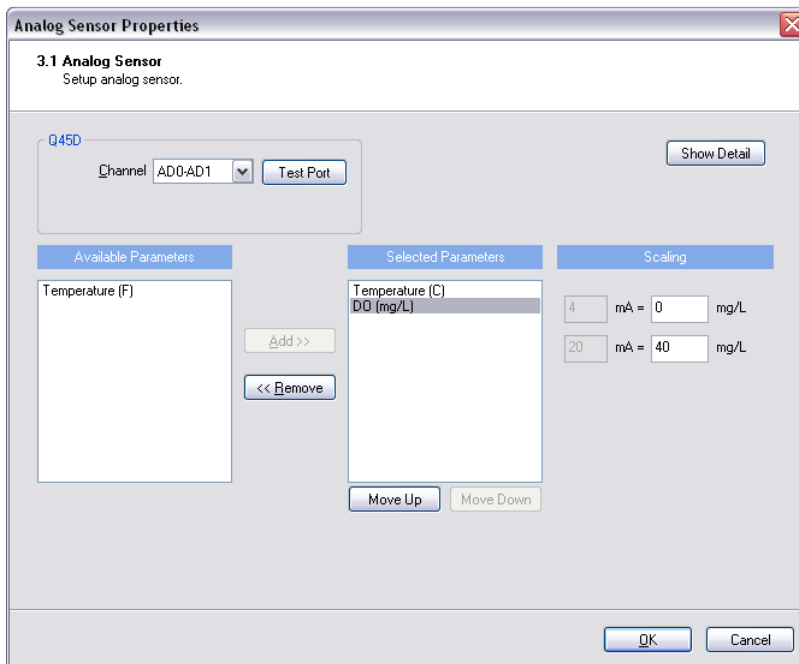 Analog Sensor Properties
3.1 Analog Sensor
Setup analog sensor.
Q45D
Channel AD0-AD1 Test Port
Show Detail
Available Parameters
Temperature (F)
Add >>
<< Remove
Selected Parameters
Temperature (C)
DO (mg/L)
Move Up Move Down
Scaling
4 mA = 0 mg/L
20 mA = 40 mg/L
OK Cancel